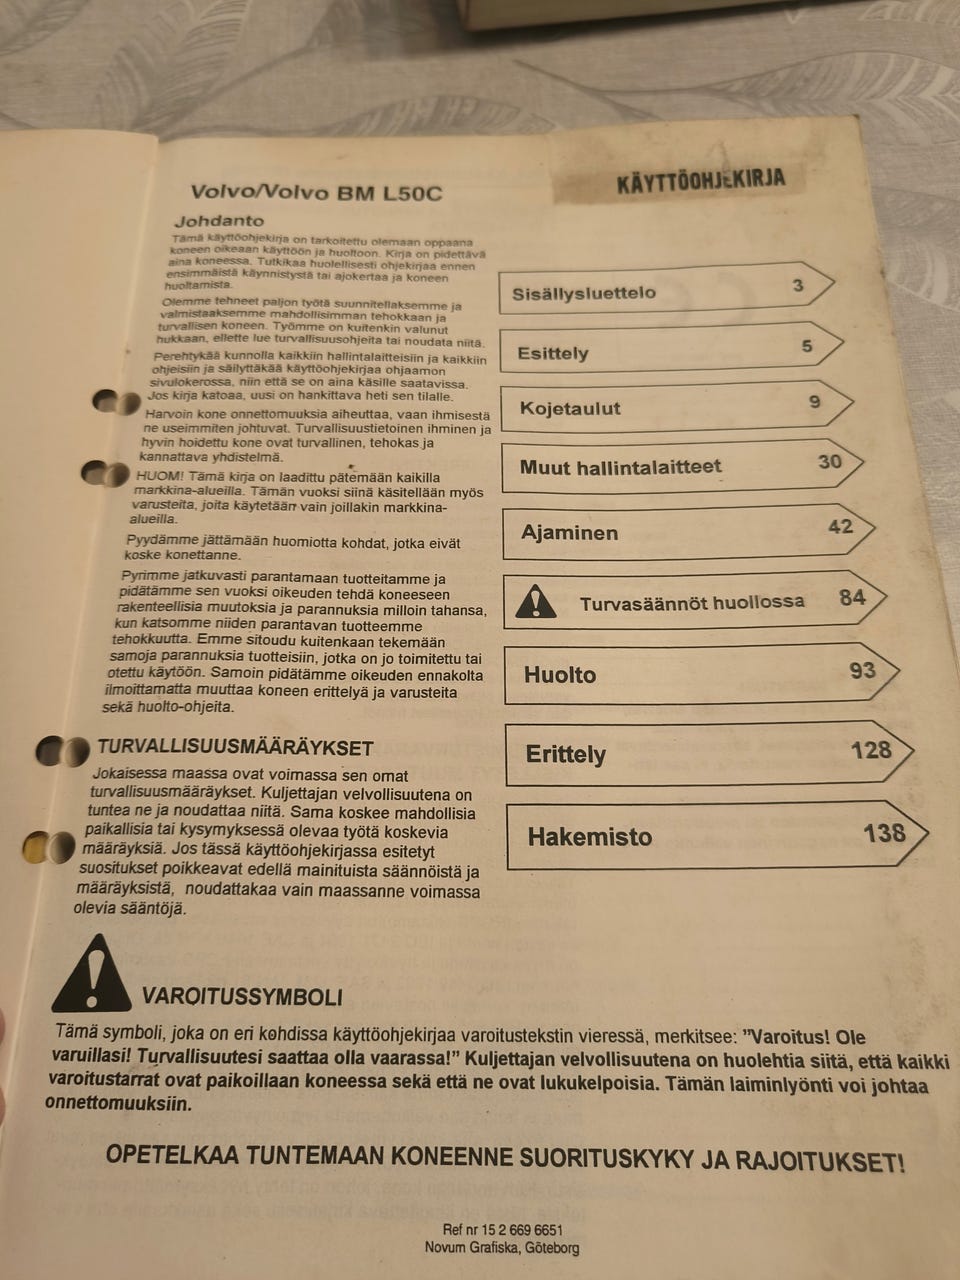 Volvo/Volvo BM L50C
KÄYTTÖOHJEKIRJA
Johdanto
Tämä käyttöohjekirja on tarkoitettu olemaan oppaana
koneen oikeaan käyttöön ja huoltoon. Kirja on pidettävä
aina koneessa. Tutkikaa huolellisesti ohjekirjaa ennen
ensimmäistä käynnistystä tai ajokertaa ja koneen
huoltamista.
Olemme tehneet paljon työtä suunnitellaksemme ja
valmistaaksemme mahdollisimman tehokkaan ja
turvallisen koneen. Työmme on kuitenkin valunut
hukkaan, ellette lue turvallisuusohjeita tai noudata niitä.
Perehtykää kunnolla kaikkiin hallintalaitteisiin ja kaikkiin
ohjeisiin ja säilyttäkää käyttöohjekirjaa ohjaamon
sivulokerossa, niin että se on aina käsille saatavissa.
Jos kirja katoaa, uusi on hankittava heti sen tilalle.
Harvoin kone onnettomuuksia aiheuttaa, vaan ihmisestä
ne useimmiten johtuvat. Turvallisuustietoinen ihminen ja
hyvin hoidettu kone ovat turvallinen, tehokas ja
kannattava yhdistelmä.
HUOM! Tämä kirja on laadittu pätemään kaikilla
markkina-alueilla. Tämän vuoksi siinä käsitellään myös
varusteita, joita käytetään vain joillakin markkina-
alueilla.
Pyydämme jättämään huomiotta kohdat, jotka eivät
koske konettanne.
Pyrimme jatkuvasti parantamaan tuotteitamme ja
pidätämme sen vuoksi oikeuden tehdä koneeseen
rakenteellisia muutoksia ja parannuksia milloin tahansa,
kun katsomme niiden parantavan tuotteemme
tehokkuutta. Emme sitoudu kuitenkaan tekemään
samoja parannuksia tuotteisiin, jotka on jo toimitettu tai
otettu käytöön. Samoin pidätämme oikeuden ennakolta
ilmoittamatta muuttaa koneen erittelyä ja varusteita
sekä huolto-ohjeita.
TURVALLISUUSMÄÄRÄYKSET
Jokaisessa maassa ovat voimassa sen omat
turvallisuusmääräykset. Kuljettajan velvollisuutena on
tuntea ne ja noudattaa niitä. Sama koskee mahdollisia
paikallisia tai kysymyksessä olevaa työtä koskevia
määräyksiä. Jos tässä käyttöohjekirjassa esitetyt
suositukset poikkeavat edellä mainituista säännöistä ja
määräyksistä, noudattakaa vain maassanne voimassa
olevia sääntöjä.
Sisällysluettelo 3
Esittely 5
Kojetaulut 9
Muut hallintalaitteet 30
Ajaminen 42
Turvasäännöt huollossa 84
Huolto 93
Erittely 128
Hakemisto 138
VAROITUSSYMBOLI
Tämä symboli, joka on eri kohdissa käyttöohjekirjaa varoitustekstin vieressä, merkitsee: ”Varoitus! Ole
varuillasi! Turvallisuutesi saattaa olla vaarassa!” Kuljettajan velvollisuutena on huolehtia siitä, että kaikki
varoitustarrat ovat paikoillaan koneessa sekä että ne ovat lukukelpoisia. Tämän laiminlyönti voi johtaa
onnettomuuksiin.
OPETELKAA TUNTEMAAN KONEENNE SUORITUSKYKY JA RAJOITUKSET!
Ref nr 15 2 669 6651
Novum Grafiska, Göteborg